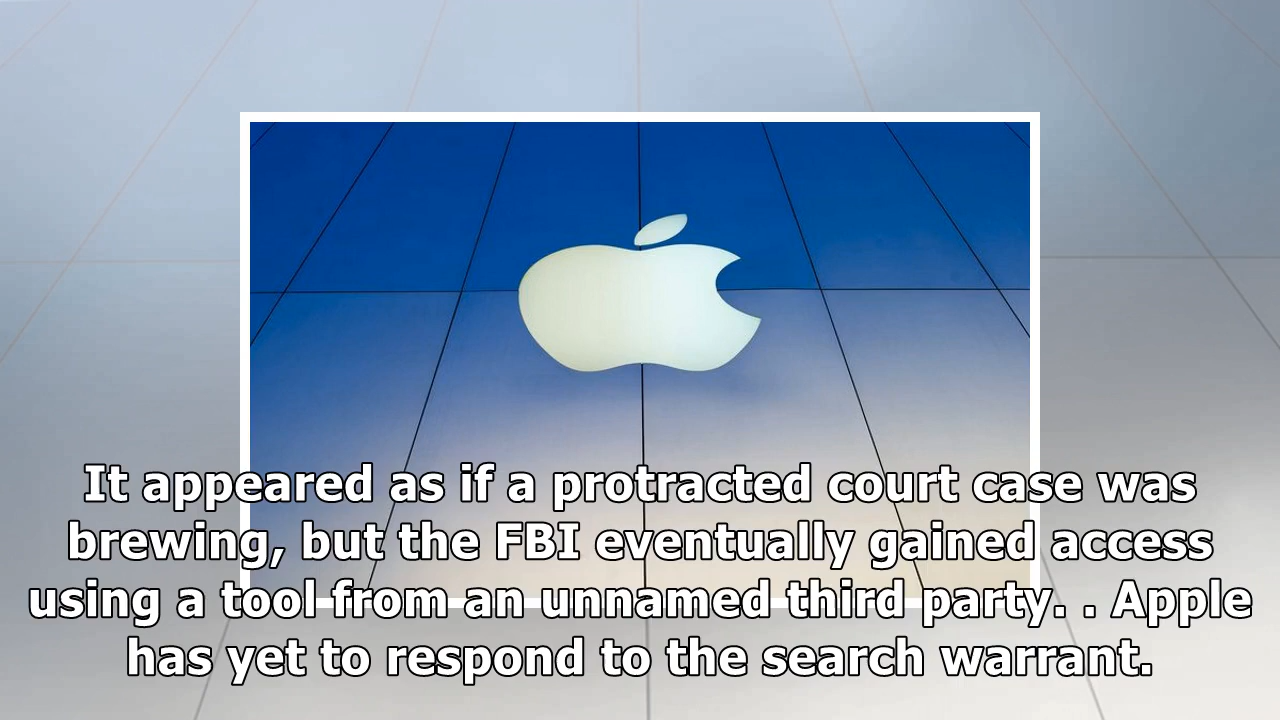 It appeared as if a protracted court case was
brewing, but the FBI eventually gained access
using a tool from an unnamed third party. . Apple
has yet to respond to the search warrant.